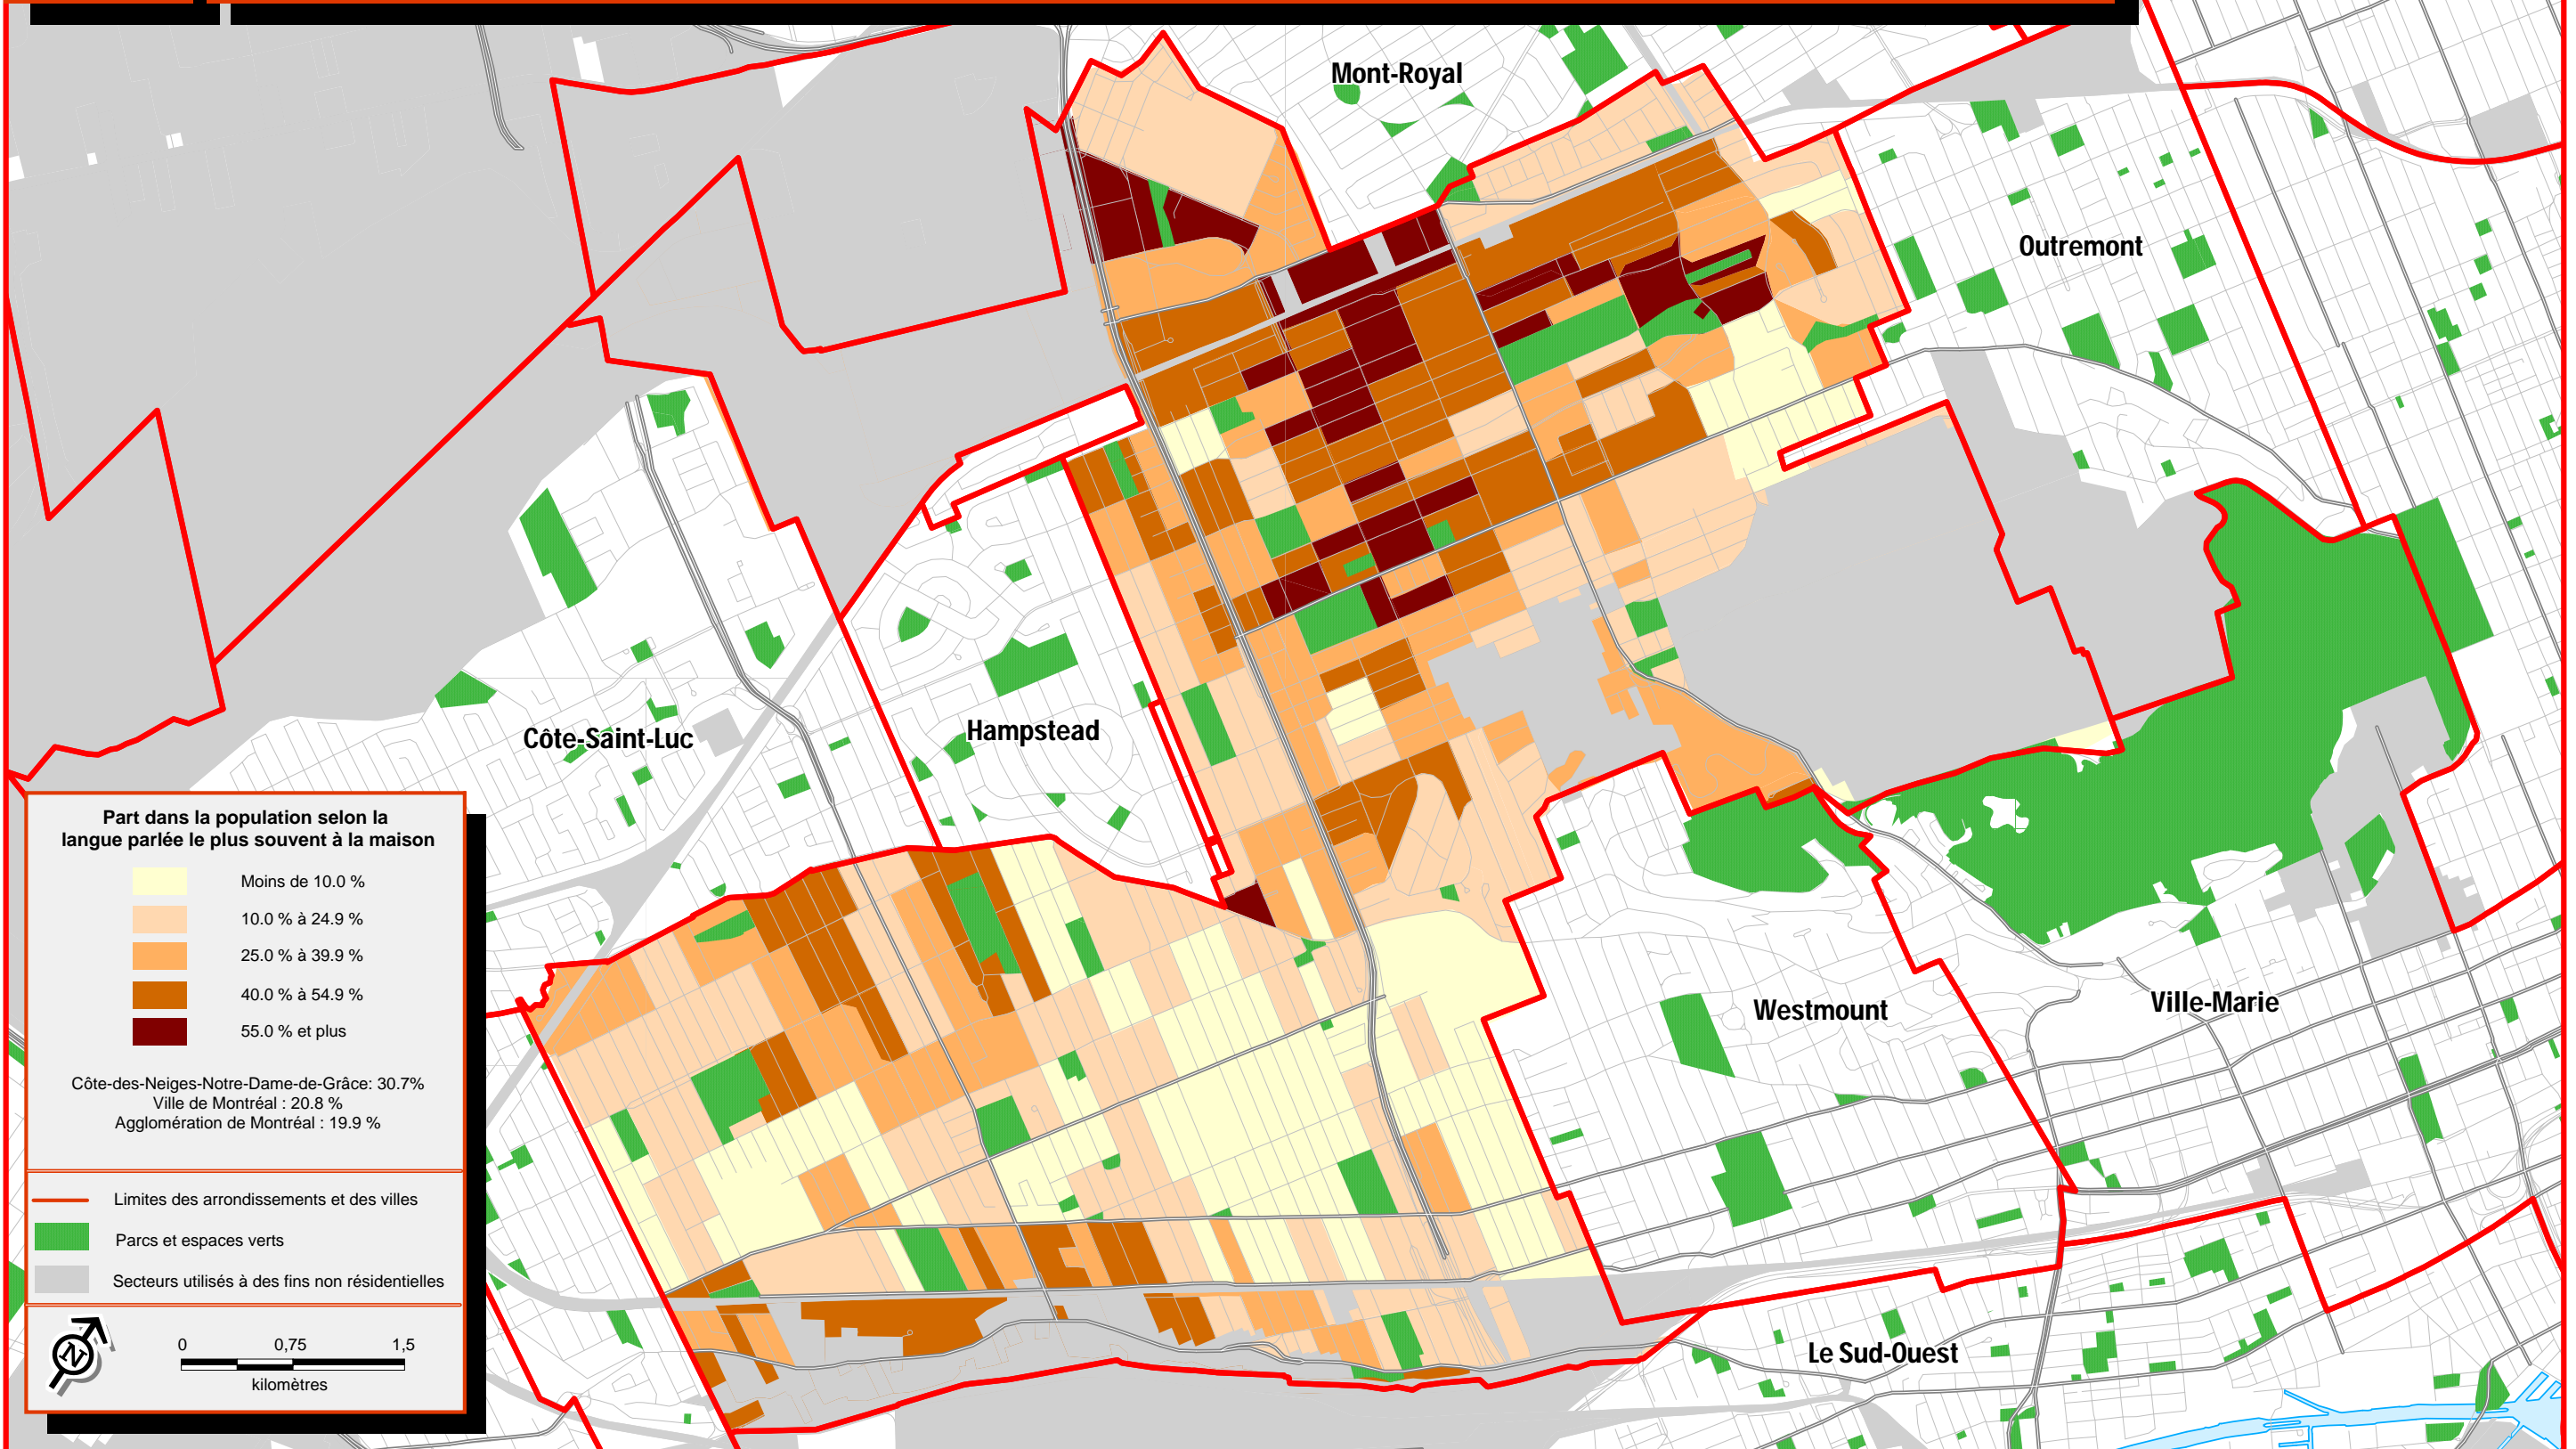 Mont-Royal
Outremont
Côte-Saint-Luc
Hampstead
Westmount
Ville-Marie
Le Sud-Ouest
Part dans la population selon la
langue parlée le plus souvent à la maison
Moins de 10.0 %
10.0 % à 24.9 %
25.0 % à 39.9 %
40.0 % à 54.9 %
55.0 % et plus
Côte-des-Neiges-Notre-Dame-de-Grâce: 30.7%
Ville de Montréal : 20.8 %
Agglomération de Montréal : 19.9 %
Limites des arrondissements et des villes
Parcs et espaces verts
Secteurs utilisés à des fins non résidentielles
N
0 0,75 1,5
kilomètres